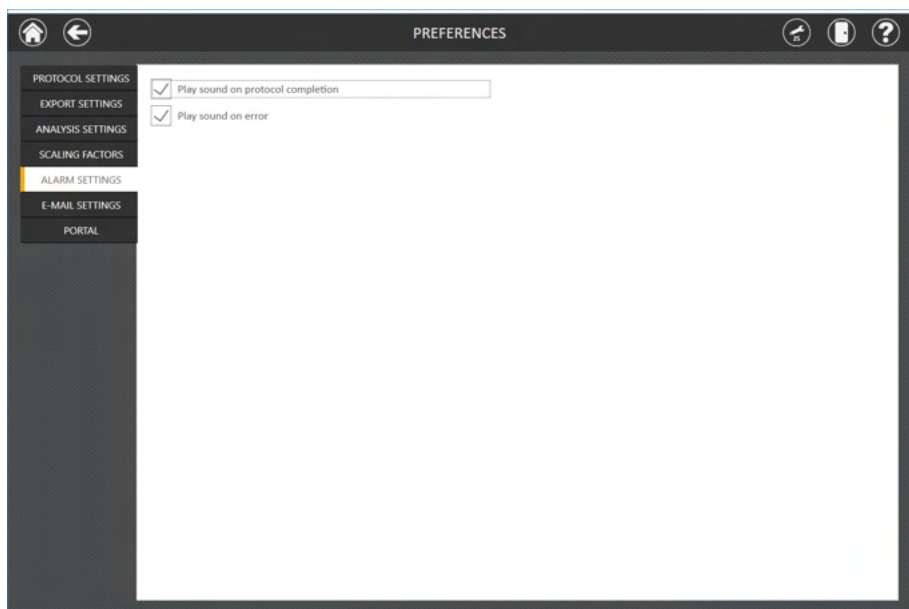 PREFERENCES
?
PROTOCOL SETTINGS
EXPORT SETTINGS
ANALYSIS SETTINGS
SCALING FACTORS
ALARM SETTINGS
E-MAIL SETTINGS
PORTAL
Play sound on protocol completion
Play sound on error